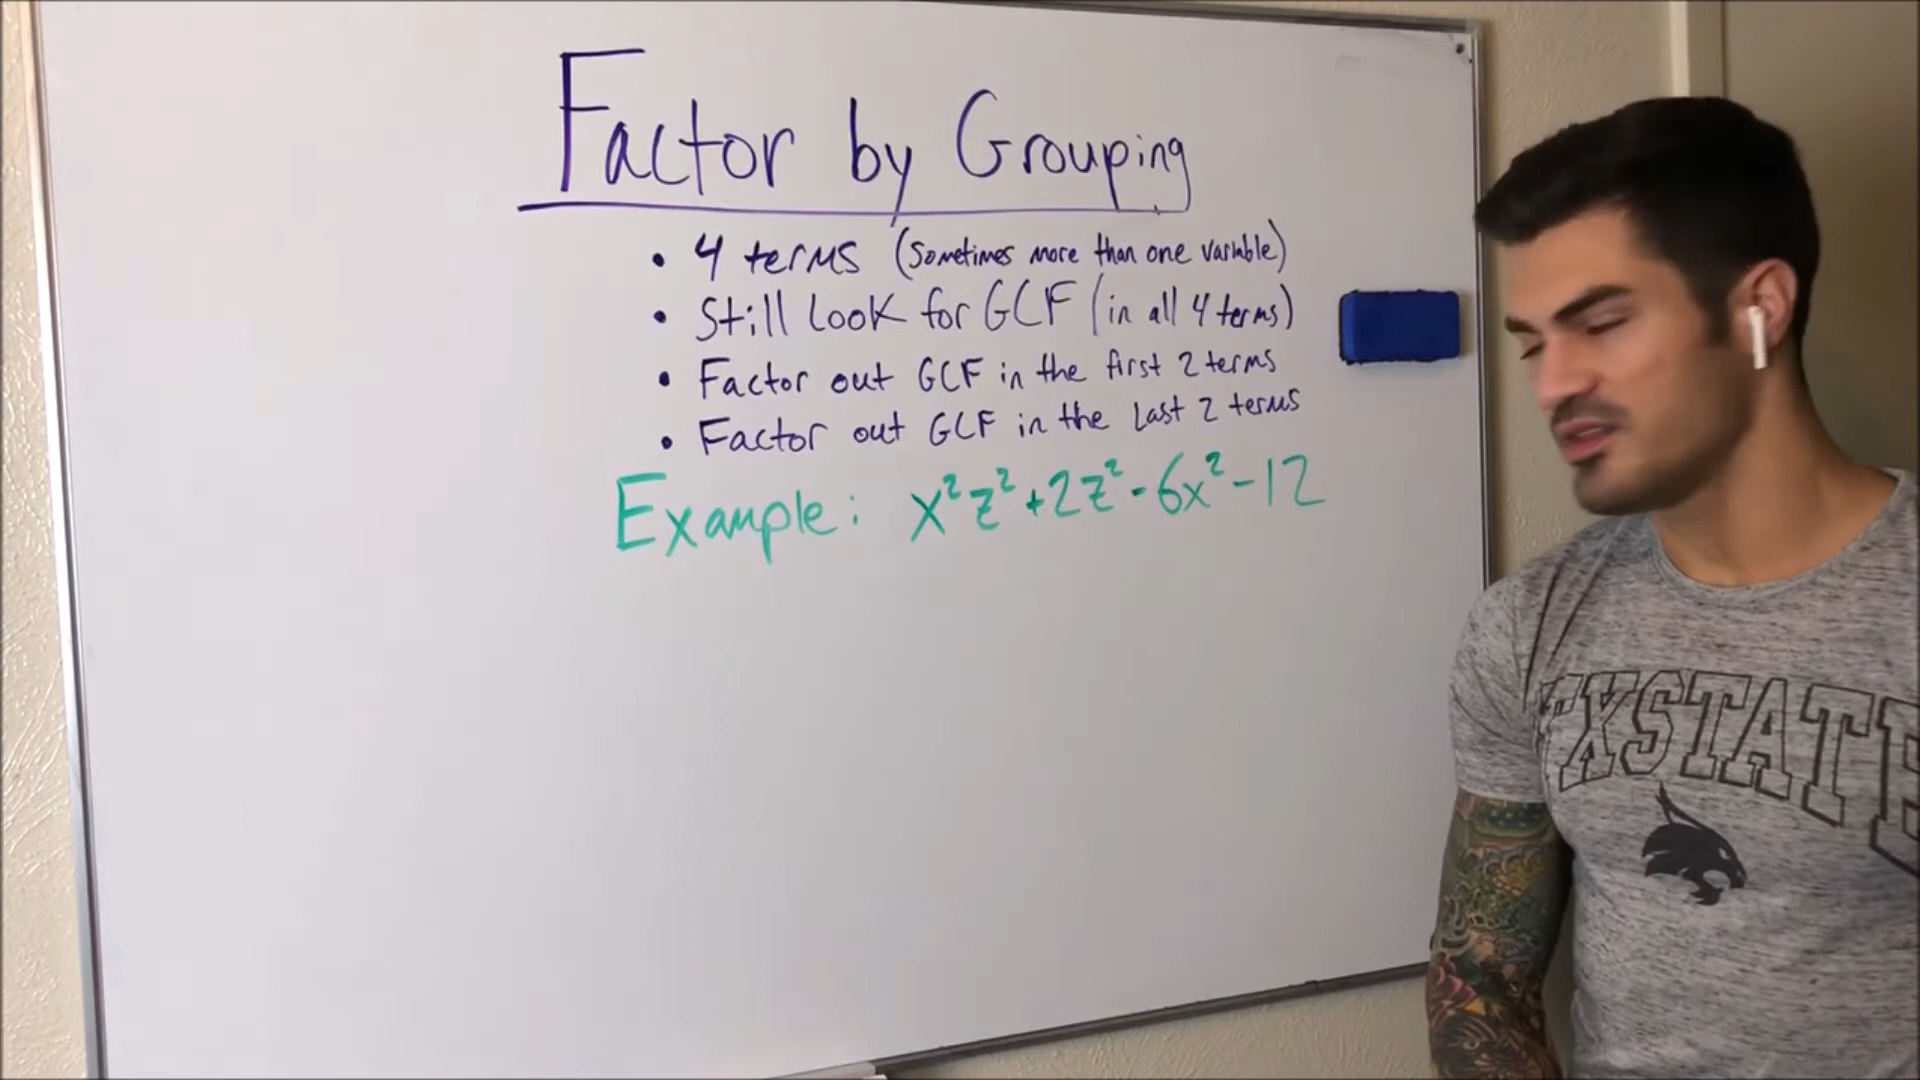 Factor by Grouping
• 4 terms (Sometimes more than one variable)
• Still look for GCF (in all 4 terms)
• Factor out GCF in the first 2 terms
• Factor out GCF in the last 2 terms
Example: x²z²+2z²-6x²-12
TXSTATE